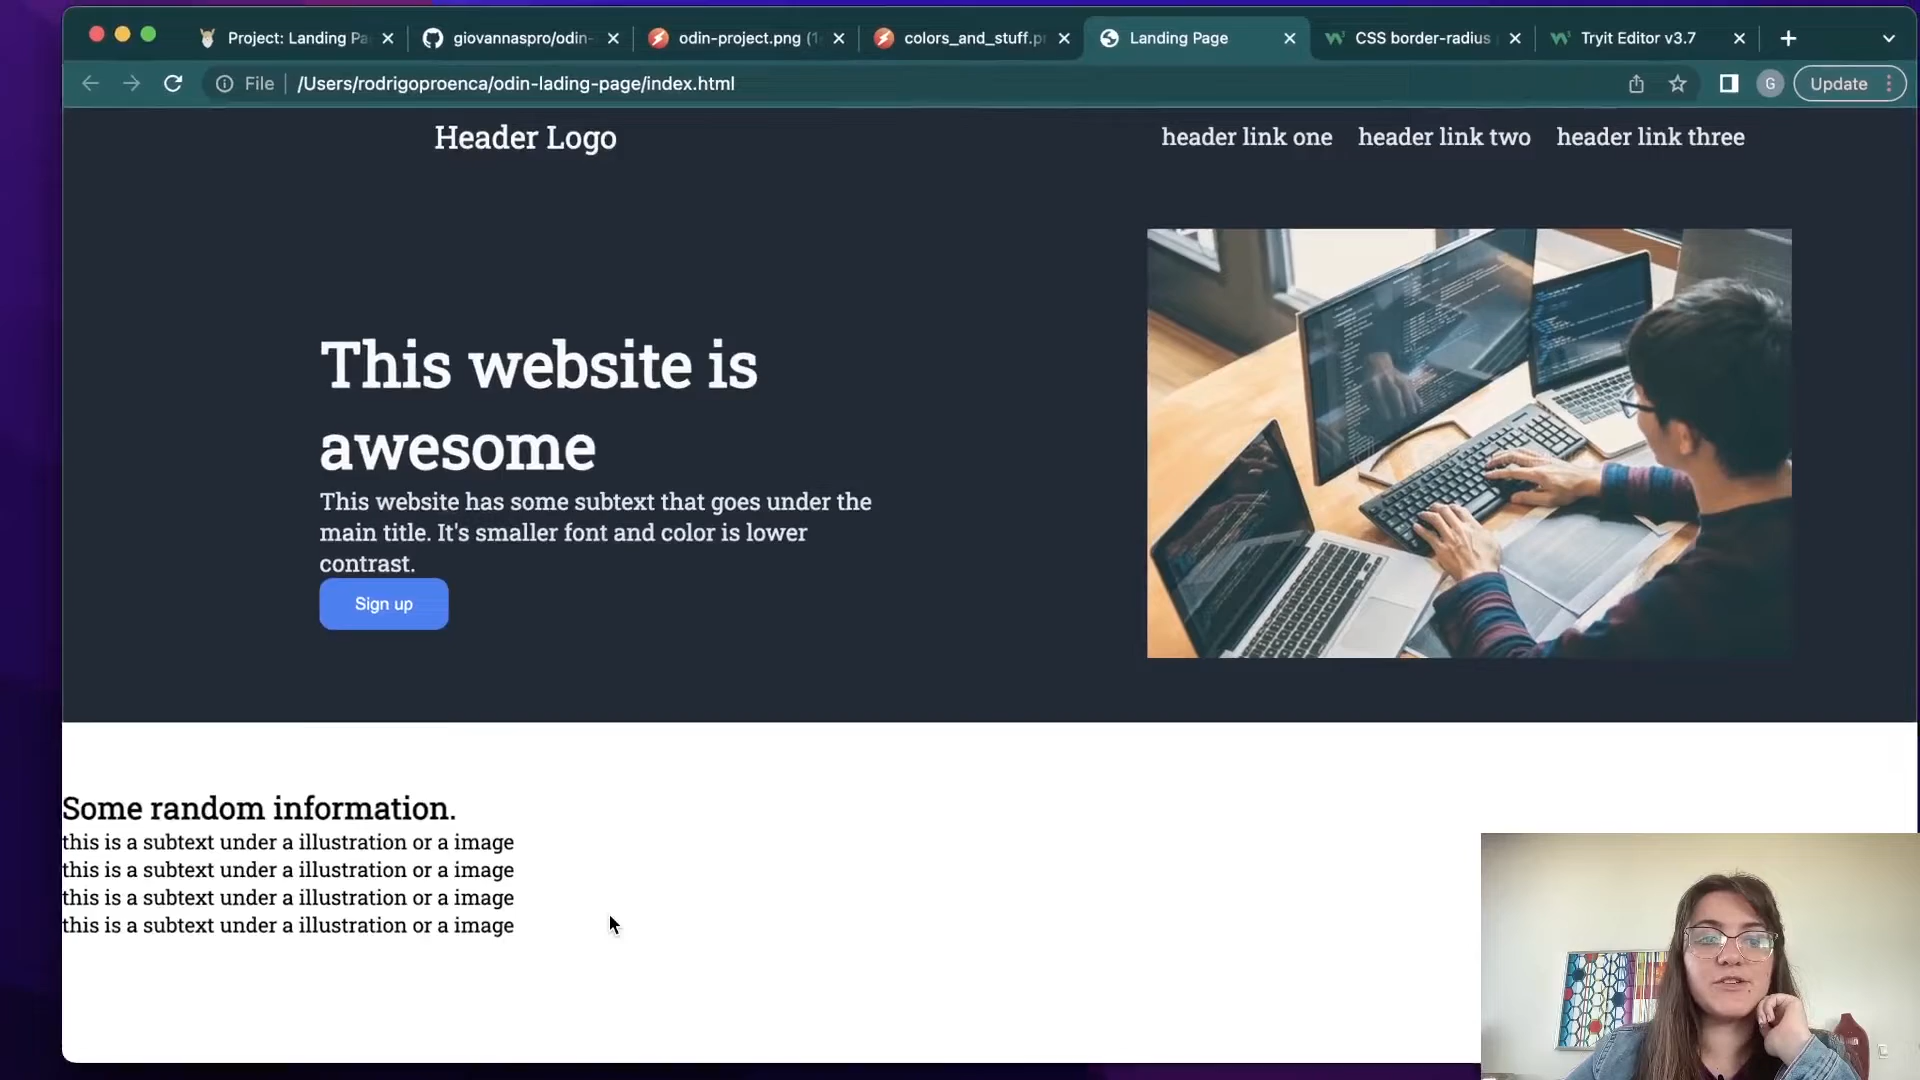 Project: Landing Pa
giovannaspro/odin-
odin-project.png (1
colors_and_stuff.p
Landing Page
CSS border-radius
Tryit Editor v3.7
File
/Users/rodrigoproenca/odin-lading-page/index.html
G
Update
Header Logo
header link one
header link two
header link three
This website is
awesome
This website has some subtext that goes under the
main title. It's smaller font and color is lower
contrast.
Sign up
Some random information.
this is a subtext under a illustration or a image
this is a subtext under a illustration or a image
this is a subtext under a illustration or a image
this is a subtext under a illustration or a image